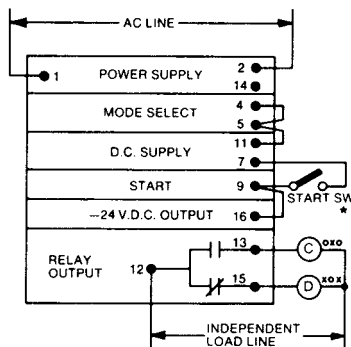 AC LINE
1 POWER SUPPLY 2
14
MODE SELECT 4
5
11
D.C. SUPPLY
7
START 9 START SW
*
—24 V.D.C. OUTPUT 16
13 C oxo
RELAY
OUTPUT 12
15 D xox
INDEPENDENT
LOAD LINE